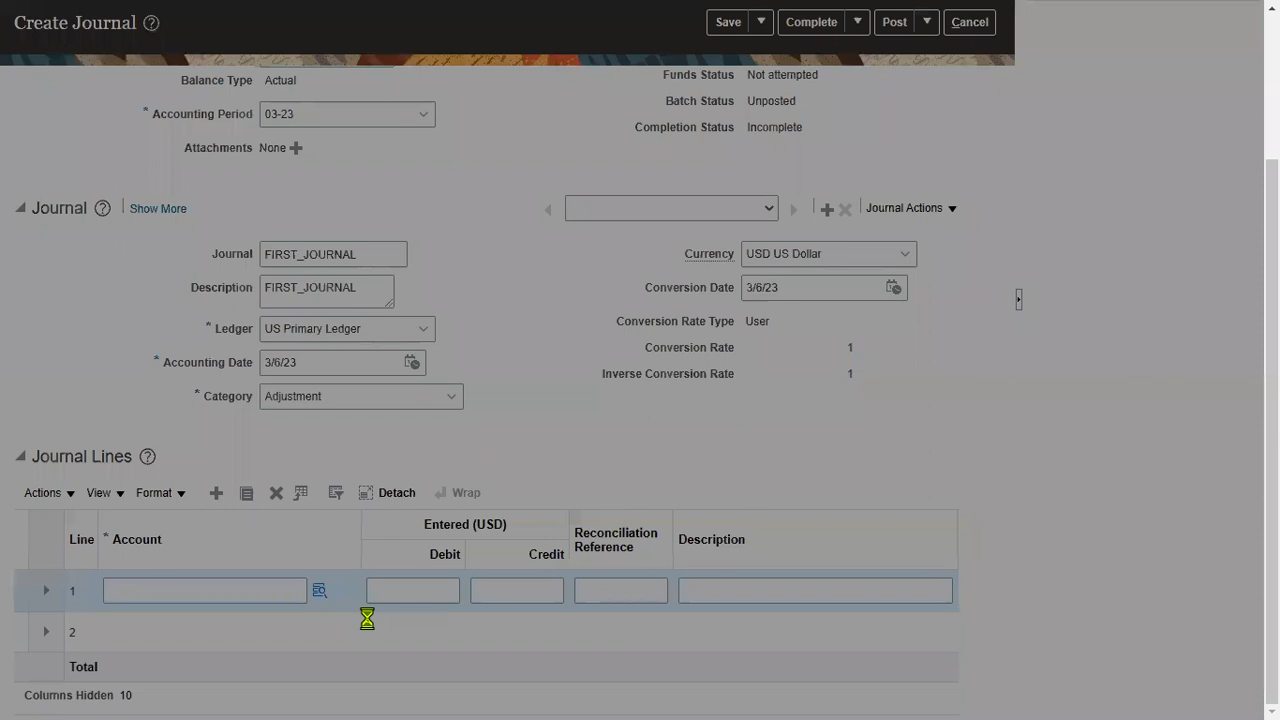 Create Journal
Save Complete Post Cancel
Balance Type Actual
Funds Status Not attempted
Batch Status Unposted
* Accounting Period 03-23
Completion Status Incomplete
Attachments None
Journal Show More Journal Actions
Journal FIRST_JOURNAL Currency USD US Dollar
Description FIRST_JOURNAL Conversion Date 3/6/23
Conversion Rate Type User
* Ledger US Primary Ledger
Conversion Rate 1
* Accounting Date 3/6/23
Inverse Conversion Rate 1
* Category Adjustment
Journal Lines
Actions View Format Detach Wrap
Line * Account Entered (USD) Debit Credit Reconciliation Reference Description
1
2
Total
Columns Hidden 10